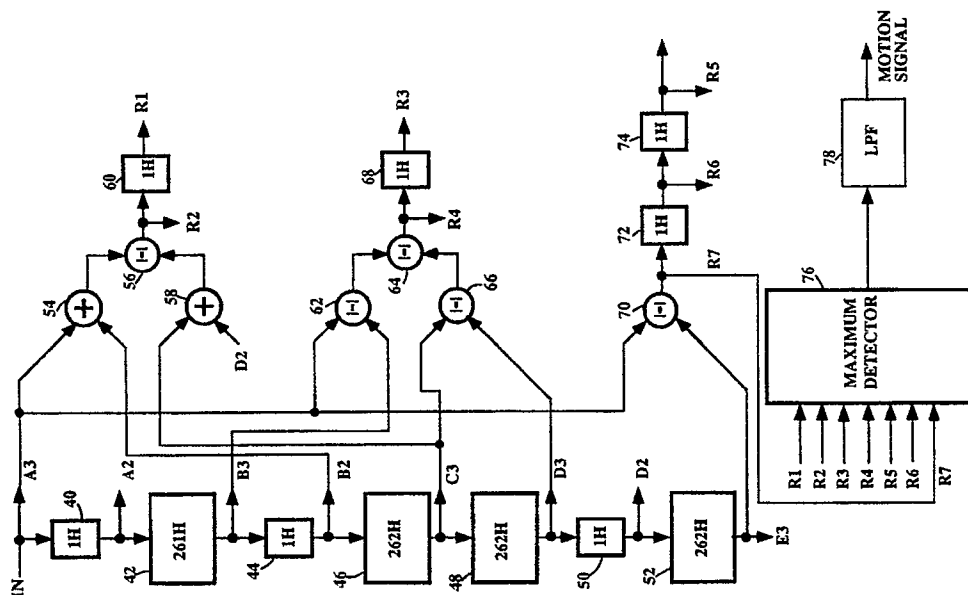 IN
A3
40
1H
A2
42
261H
B3
44
1H
B2
46
262H
C3
48
262H
D3
50
1H
D2
52
262H
E3
54
+
56
|-|
58
+
D2
60
1H
R1
R2
62
|-|
64
|-|
66
|-|
68
1H
R3
R4
70
|-|
R7
72
1H
R6
74
1H
R5
R1
R2
R3
R4
R5
R6
R7
76
MAXIMUM
DETECTOR
78
LPF
MOTION
SIGNAL